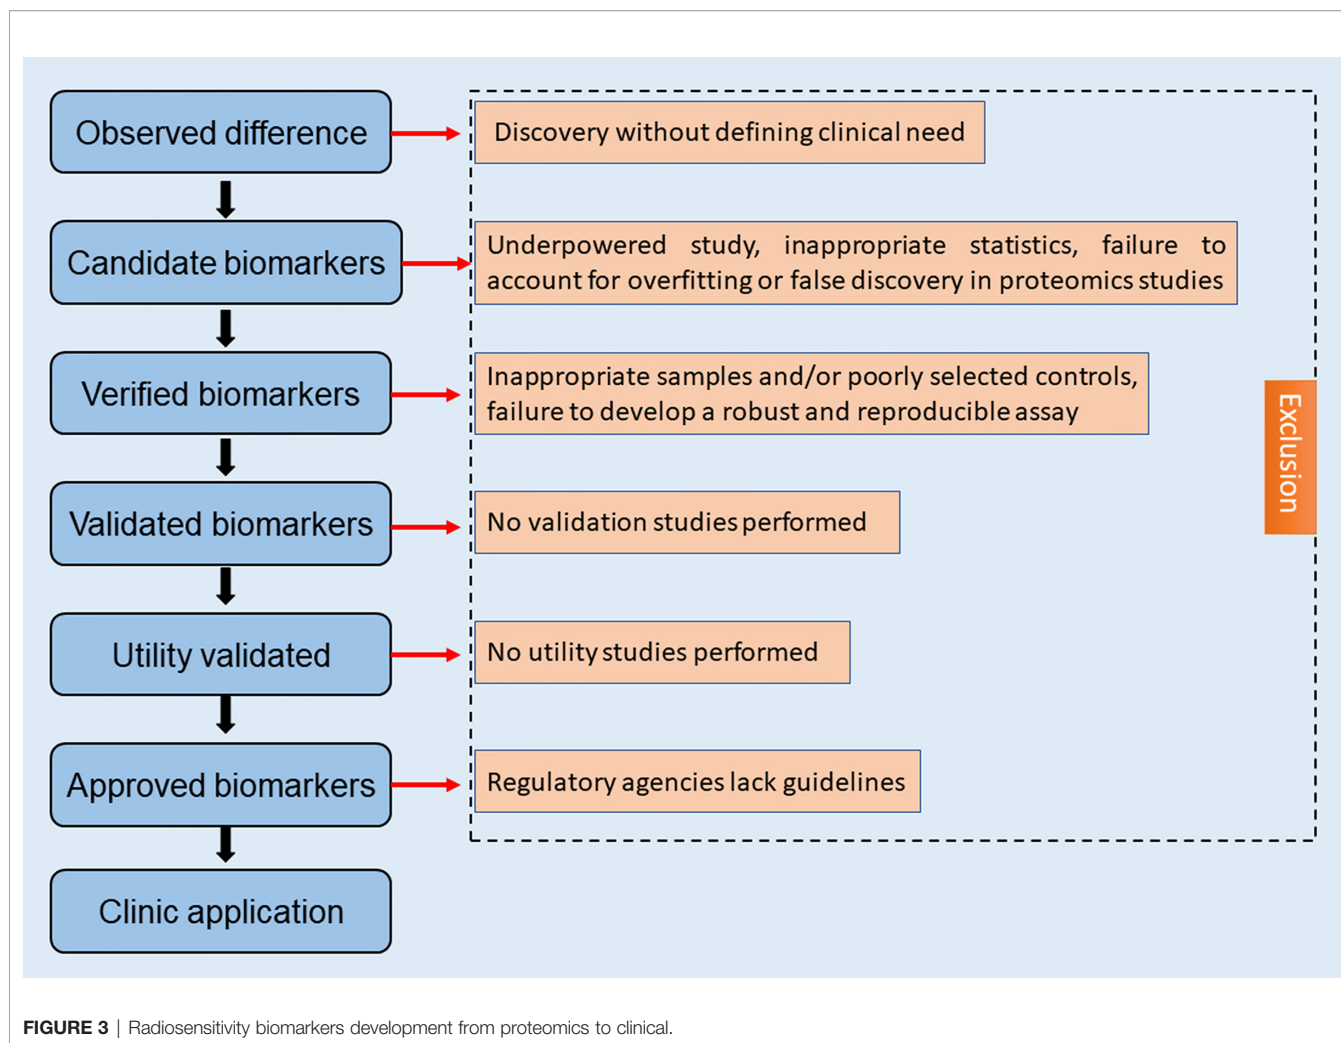 Observed difference
Discovery without defining clinical need
Candidate biomarkers
Underpowered study, inappropriate statistics, failure to
account for overfitting or false discovery in proteomics studies
Verified biomarkers
Inappropriate samples and/or poorly selected controls,
failure to develop a robust and reproducible assay
Exclusion
Validated biomarkers
No validation studies performed
Utility validated
No utility studies performed
Approved biomarkers
Regulatory agencies lack guidelines
Clinic application
FIGURE 3 | Radiosensitivity biomarkers development from proteomics to clinical.